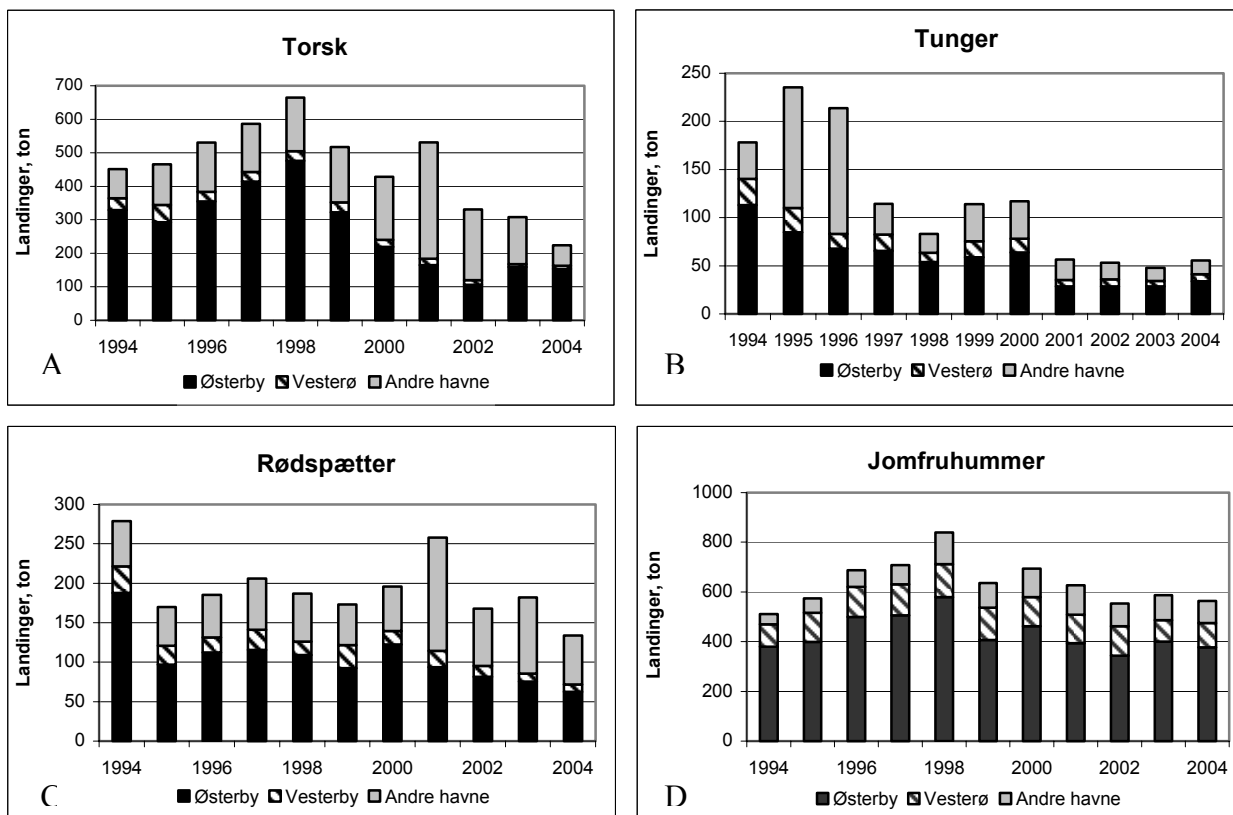 Torsk
Landinger, ton
700
600
500
400
300
200
100
0
1994 1996 1998 2000 2002 2004
A
Østerby Vesterø Andre havne
Tunger
Landinger, ton
250
200
150
100
50
0
1994 1995 1996 1997 1998 1999 2000 2001 2002 2003 2004
B
Østerby Vesterø Andre havne
Rødspætter
Landinger, ton
300
250
200
150
100
50
0
1994 1996 1998 2000 2002 2004
C
Østerby Vesterby Andre havne
Jomfruhummer
Landinger, ton
1000
800
600
400
200
0
1994 1996 1998 2000 2002 2004
D
Østerby Vesterø Andre havne